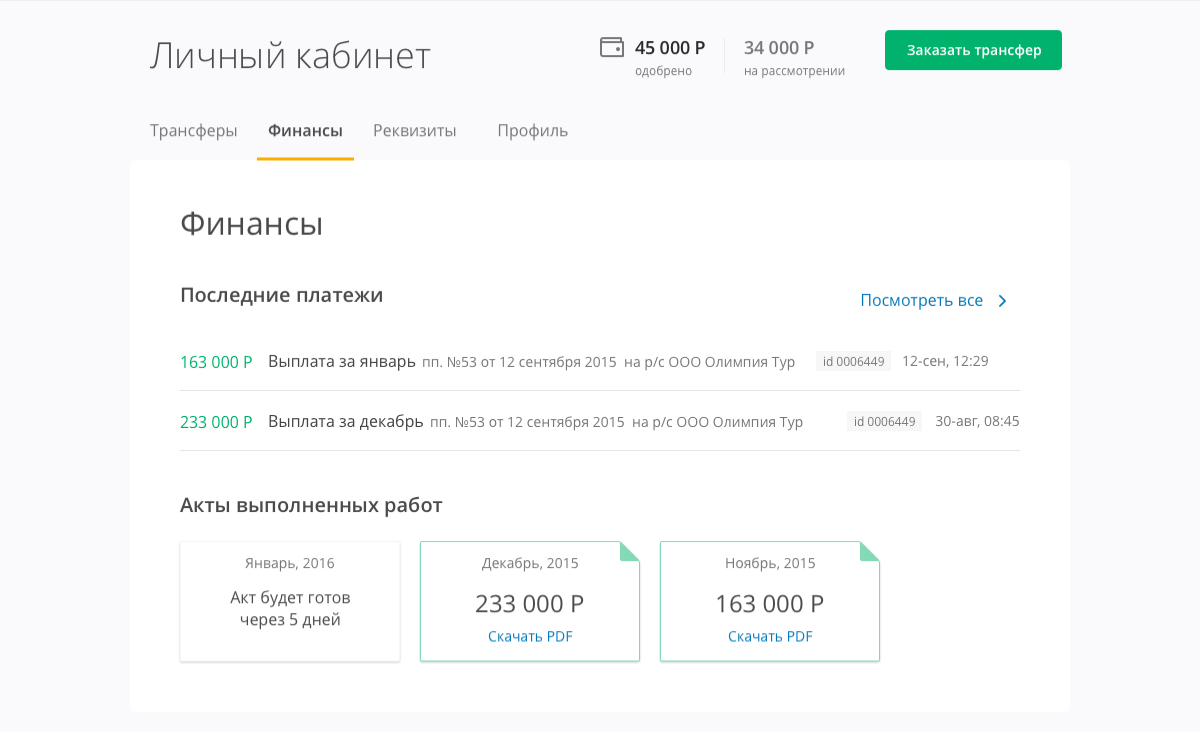 Личный кабинет
45 000 Р
одобрено
34 000 Р
на рассмотрении
Заказать трансфер
Трансферы Финансы Реквизиты Профиль
Финансы
Последние платежи
Посмотреть все
163 000 Р Выплата за январь пп. №53 от 12 сентября 2015 на р/с ООО Олимпия Тур id 0006449 12-сен, 12:29
233 000 Р Выплата за декабрь пп. №53 от 12 сентября 2015 на р/с ООО Олимпия Тур id 0006449 30-авг, 08:45
Акты выполненных работ
Январь, 2016
Акт будет готов
через 5 дней
Декабрь, 2015
233 000 Р
Скачать PDF
Ноябрь, 2015
163 000 Р
Скачать PDF